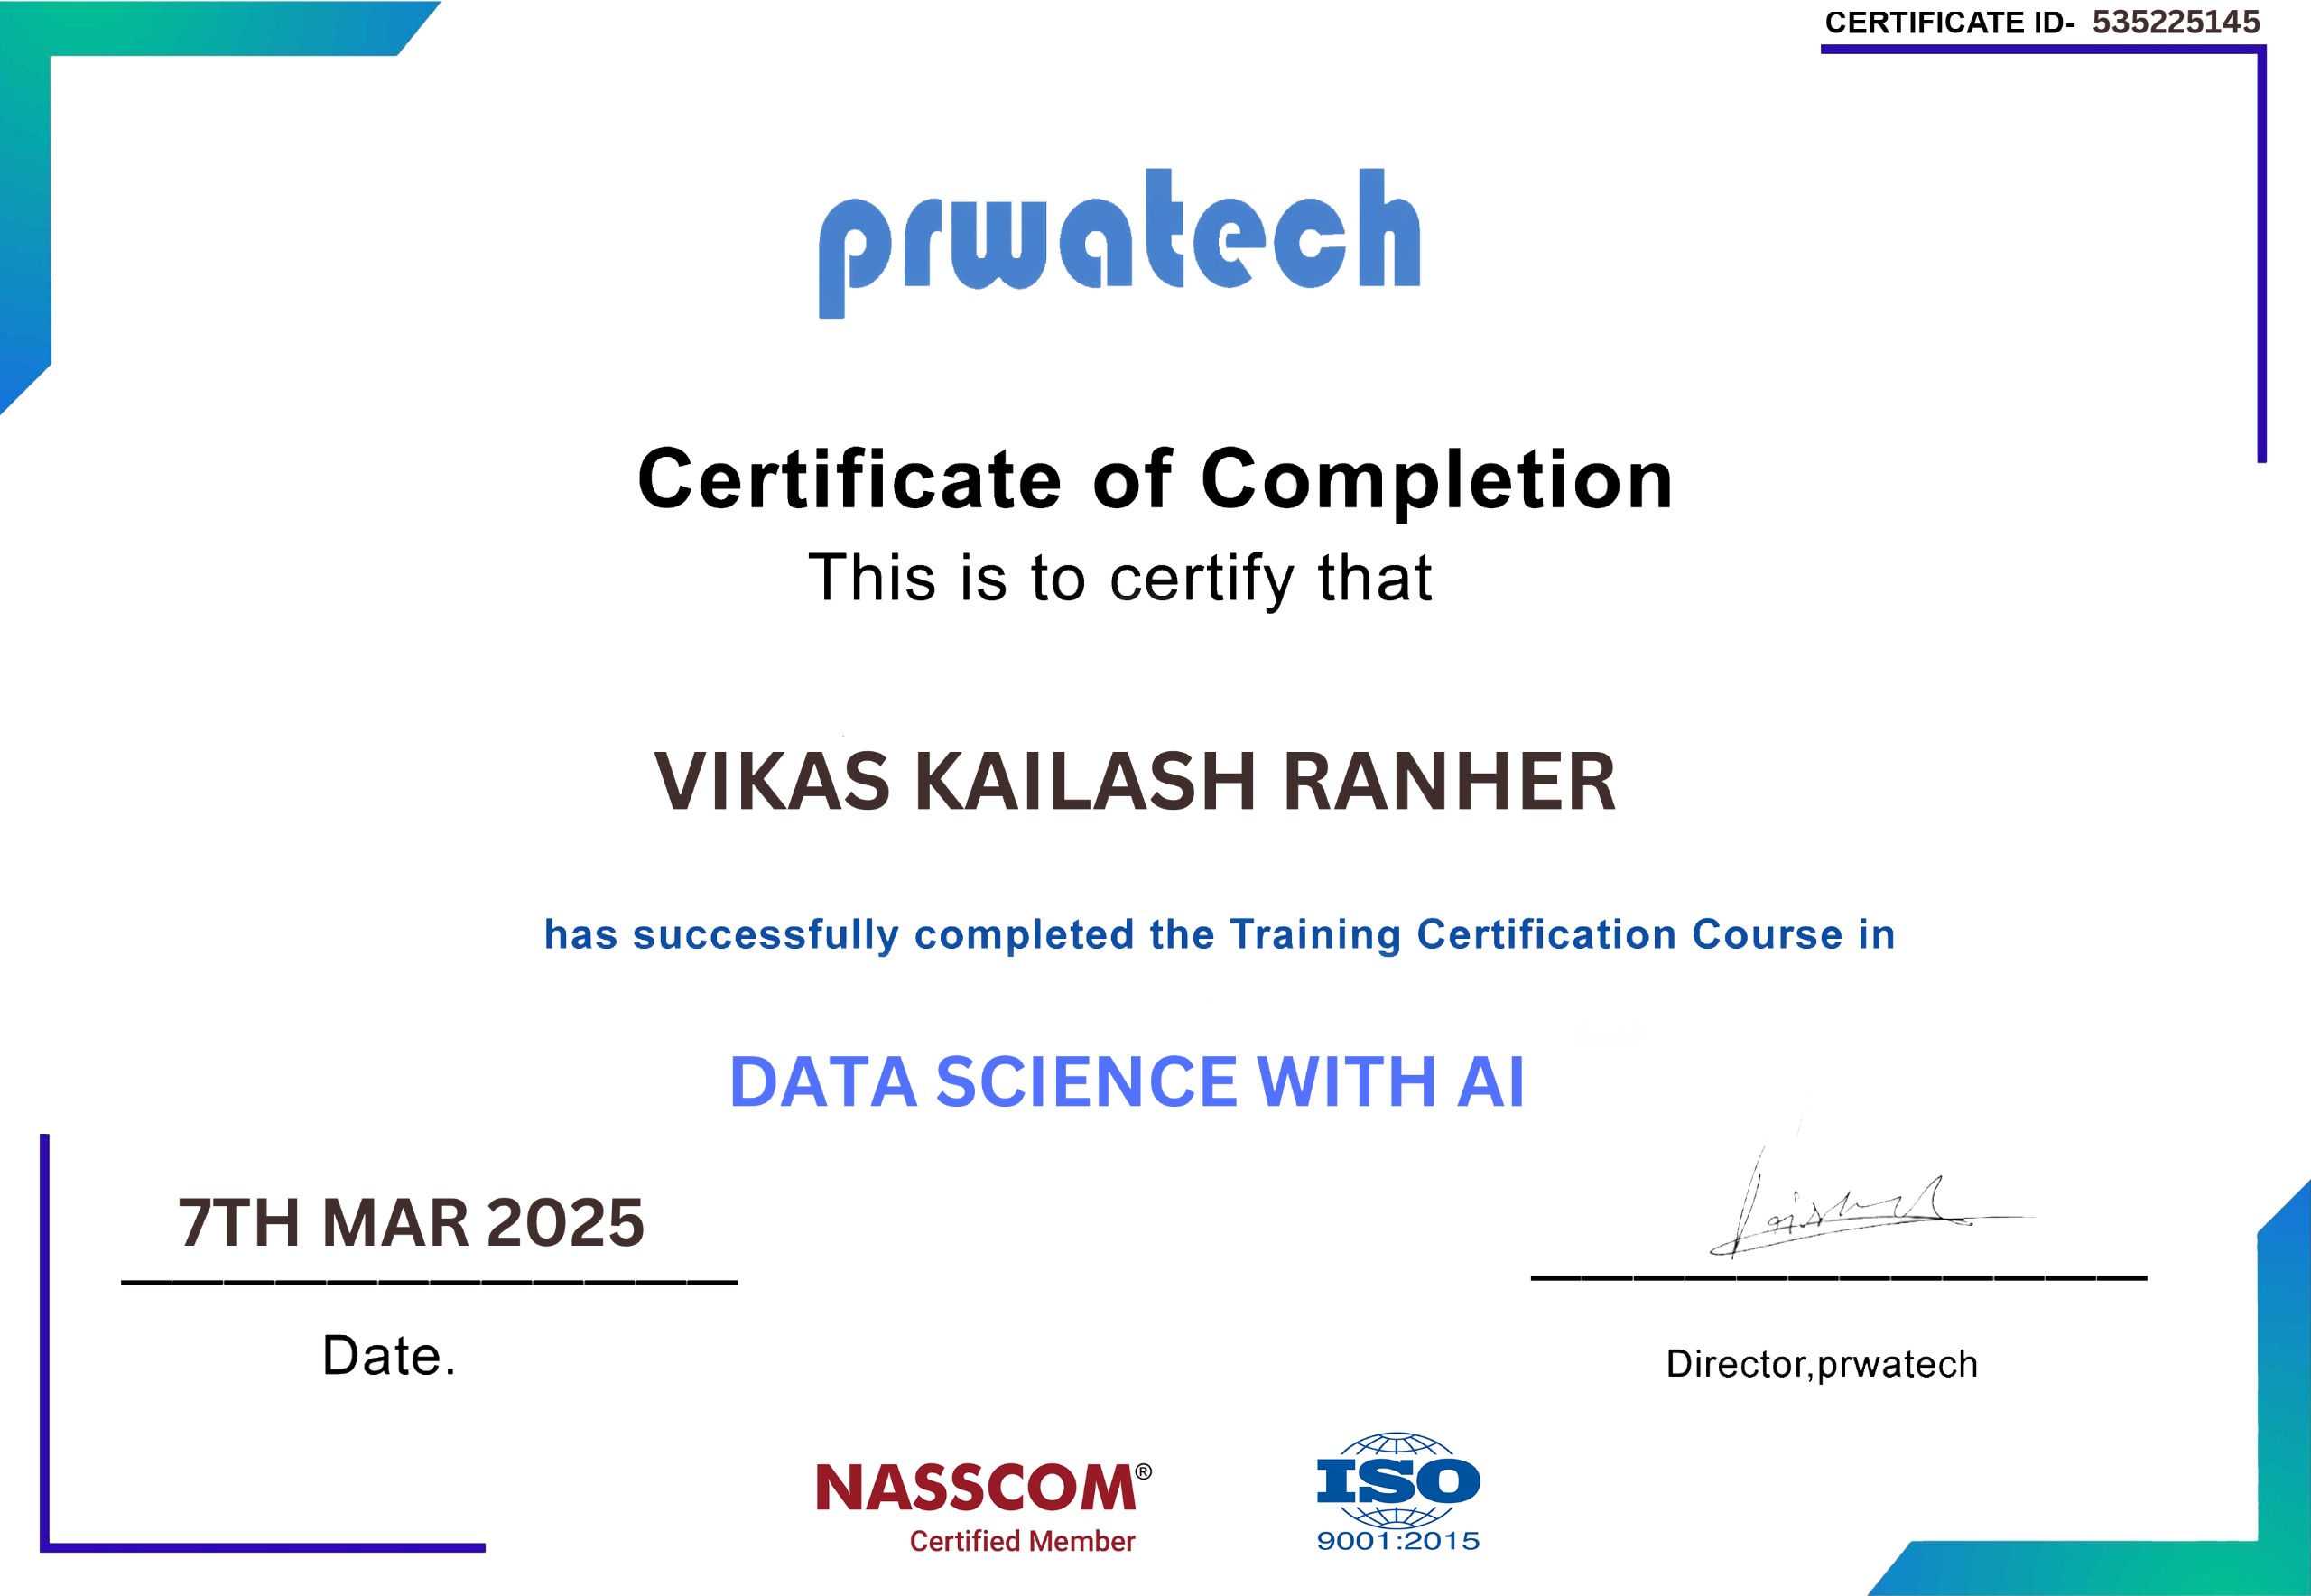 CERTIFICATE ID- 535225145
prwatech
Certificate of Completion
This is to certify that
VIKAS KAILASH RANHER
has successfully completed the Training Certification Course in
DATA SCIENCE WITH AI
7TH MAR 2025
Date.
Director,prwatech
NASSCOM®
Certified Member
ISO
9001:2015